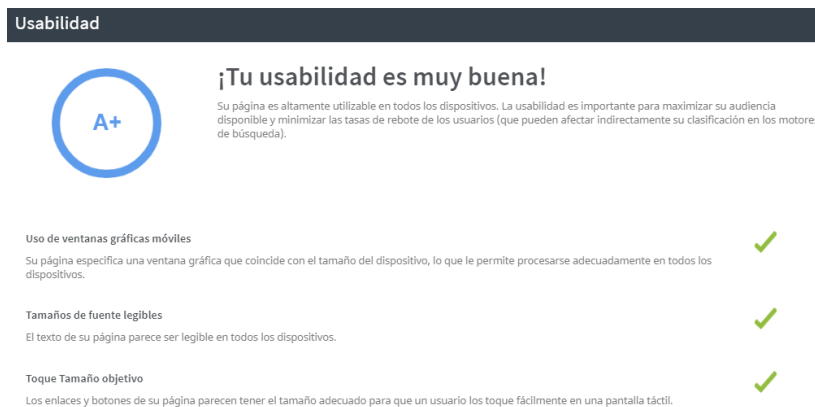 Usabilidad
A+
¡Tu usabilidad es muy buena!
Su página es altamente utilizable en todos los dispositivos. La usabilidad es importante para maximizar su audiencia
disponible y minimizar las tasas de rebote de los usuarios (que pueden afectar indirectamente su clasificación en los motores
de búsqueda).
Uso de ventanas gráficas móviles
Su página especifica una ventana gráfica que coincide con el tamaño del dispositivo, lo que le permite procesarse adecuadamente en todos los
dispositivos.
Tamaños de fuente legibles
El texto de su página parece ser legible en todos los dispositivos.
Toque Tamaño objetivo
Los enlaces y botones de su página parecen tener el tamaño adecuado para que un usuario los toque fácilmente en una pantalla táctil.